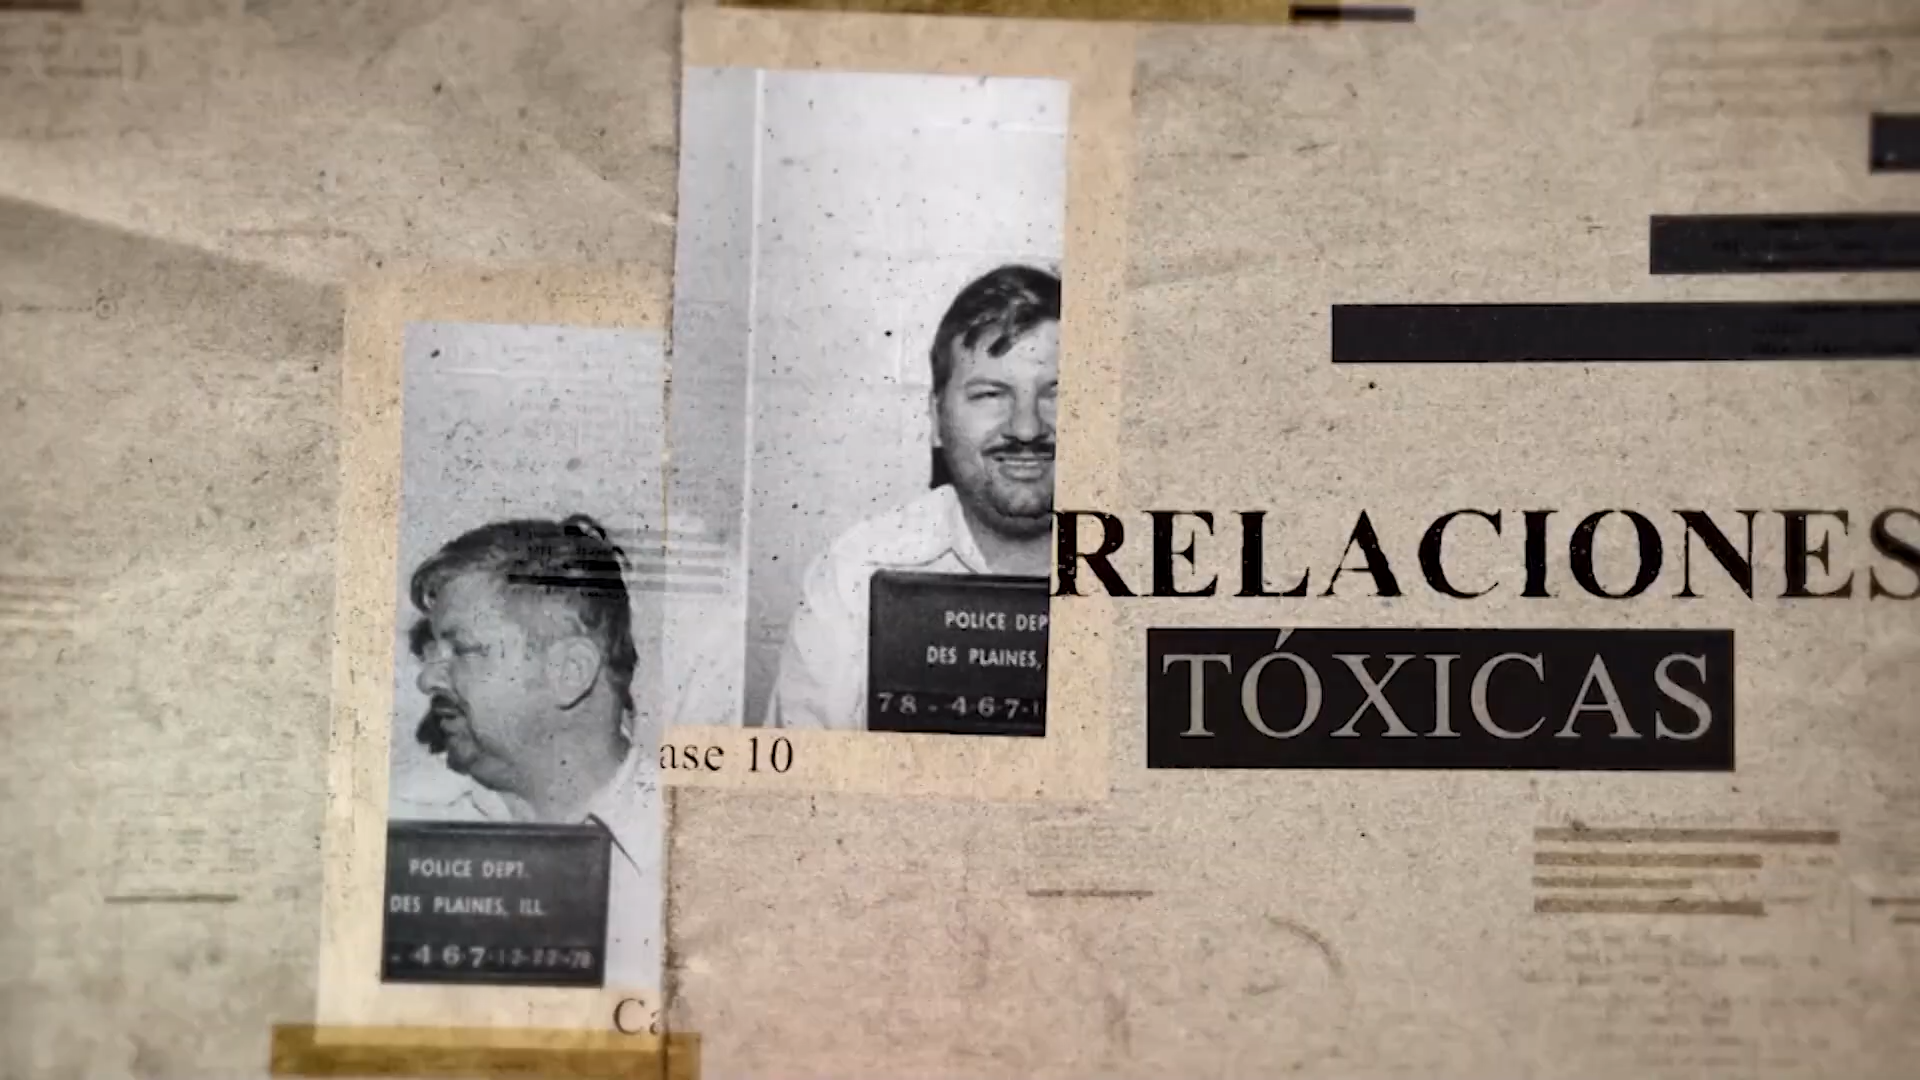 POLICE DEP
DES PLAINES,
78-467-1
ase 10
RELACIONES
TÓXICAS
POLICE DEPT.
DES PLAINES, ILL.
-467-12-22-78
Ca